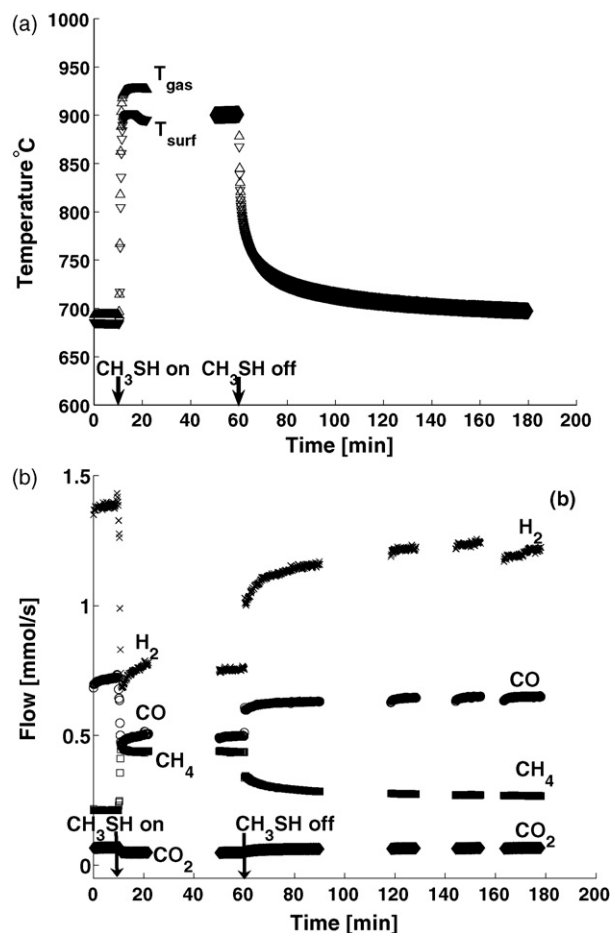 (a)
1000
950
900
850
800
750
700
650
600
Temperature°C
T_gas
T_surf
CH3SH on CH3SH off
0 20 40 60 80 100 120 140 160 180 200
Time [min]
(b)
1.5
1
0.5
0
Flow [mmol/s]
(b)
H2
H2
CO
CO
CH4
CH4
CH3SH on CH3SH off
CO2
CO2
0 20 40 60 80 100 120 140 160 180 200
Time [min]